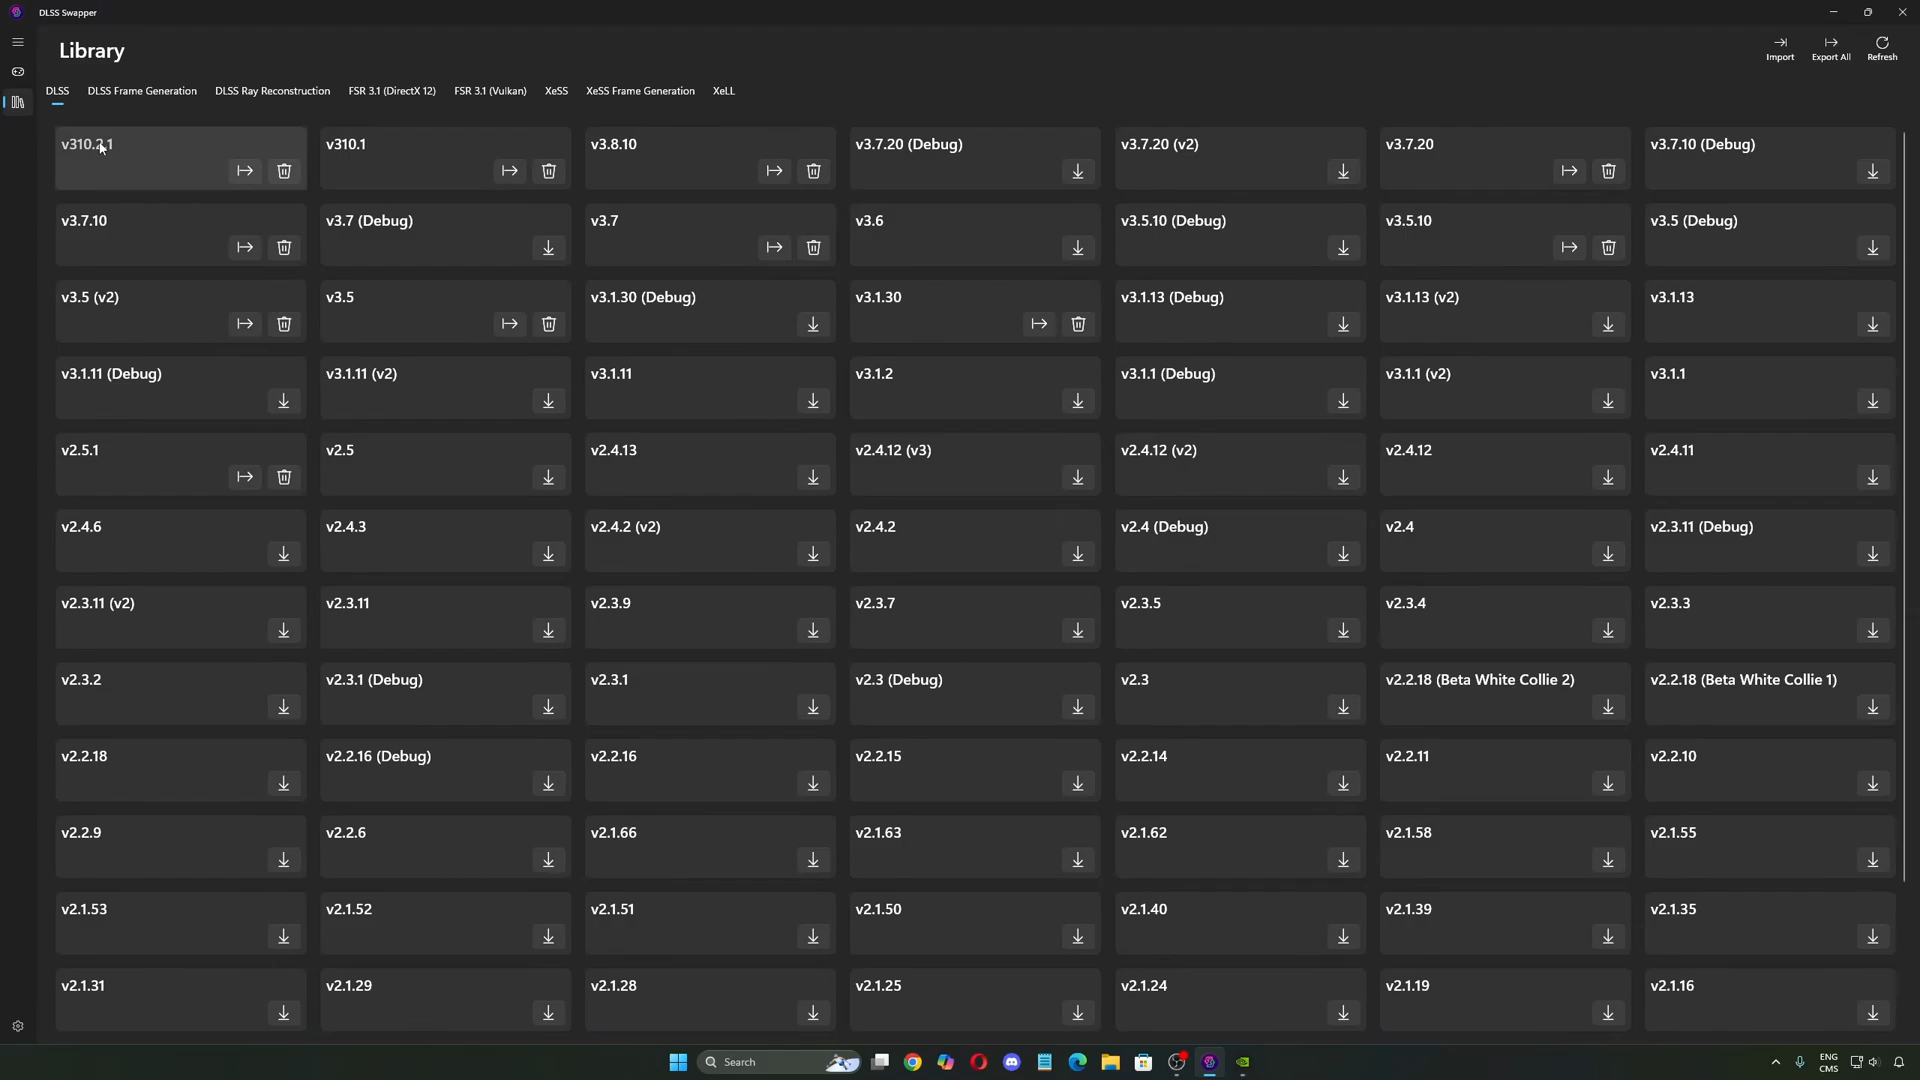 DLSS Swapper
Library
Import
Export All
Refresh
DLSS
DLSS Frame Generation
DLSS Ray Reconstruction
FSR 3.1 (DirectX 12)
FSR 3.1 (Vulkan)
XeSS
XeSS Frame Generation
XeLL
v310.2.1
v310.1
v3.8.10
v3.7.20 (Debug)
v3.7.20 (v2)
v3.7.20
v3.7.10 (Debug)
v3.7.10
v3.7 (Debug)
v3.7
v3.6
v3.5.10 (Debug)
v3.5.10
v3.5 (Debug)
v3.5 (v2)
v3.5
v3.1.30 (Debug)
v3.1.30
v3.1.13 (Debug)
v3.1.13 (v2)
v3.1.13
v3.1.11 (Debug)
v3.1.11 (v2)
v3.1.11
v3.1.2
v3.1.1 (Debug)
v3.1.1 (v2)
v3.1.1
v2.5.1
v2.5
v2.4.13
v2.4.12 (v3)
v2.4.12 (v2)
v2.4.12
v2.4.11
v2.4.6
v2.4.3
v2.4.2 (v2)
v2.4.2
v2.4 (Debug)
v2.4
v2.3.11 (Debug)
v2.3.11 (v2)
v2.3.11
v2.3.9
v2.3.7
v2.3.5
v2.3.4
v2.3.3
v2.3.2
v2.3.1 (Debug)
v2.3.1
v2.3 (Debug)
v2.3
v2.2.18 (Beta White Collie 2)
v2.2.18 (Beta White Collie 1)
v2.2.18
v2.2.16 (Debug)
v2.2.16
v2.2.15
v2.2.14
v2.2.11
v2.2.10
v2.2.9
v2.2.6
v2.1.66
v2.1.63
v2.1.62
v2.1.58
v2.1.55
v2.1.53
v2.1.52
v2.1.51
v2.1.50
v2.1.40
v2.1.39
v2.1.35
v2.1.31
v2.1.29
v2.1.28
v2.1.25
v2.1.24
v2.1.19
v2.1.16
Search
ENG
CMS